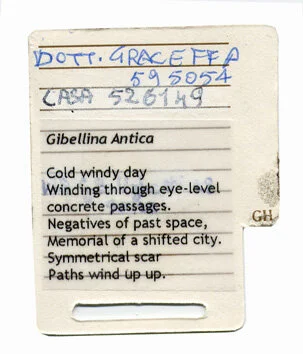 DOTT. GRACEFFA
595054
CASA 526149
Gibellina Antica
Cold windy day
Winding through eye-level
concrete passages.
Negatives of past space,
Memorial of a shifted city.
Symmetrical scar
Paths wind up up.
GH